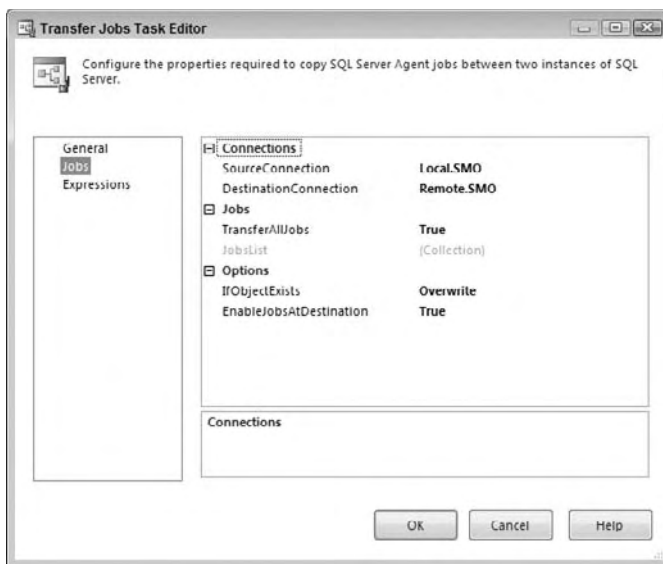 Transfer Jobs Task Editor
Configure the properties required to copy SQL Server Agent jobs between two instances of SQL
Server.
General
Jobs
Expressions
Connections
SourceConnection Local.SMO
DestinationConnection Remote.SMO
Jobs
TransferAllJobs True
JobsList (Collection)
Options
IfObjectExists Overwrite
EnableJobsAtDestination True
Connections
OK Cancel Help